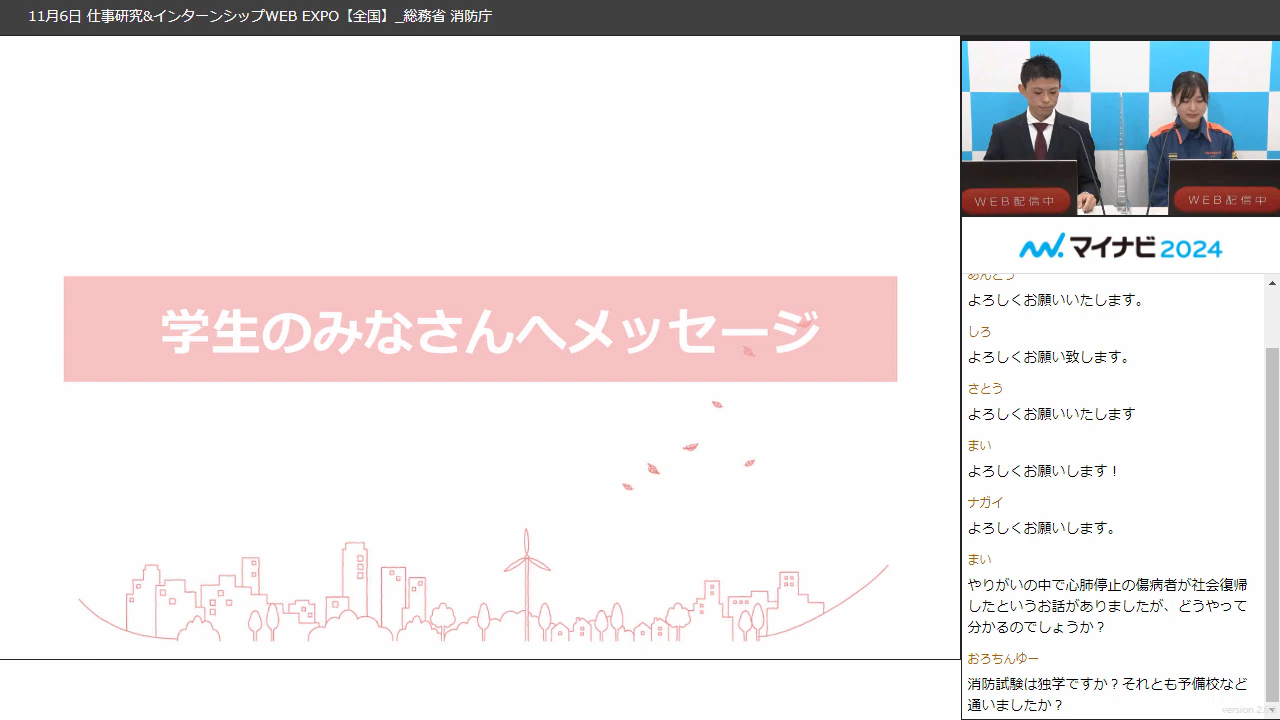 11月6日 仕事研究&インターンシップWEB EXPO【全国】_総務省 消防庁
学生のみなさんへメッセージ
WEB配信中
WEB配信中
マイナビ2024
あんどう
よろしくお願いいたします。
しろ
よろしくお願い致します。
さとう
よろしくお願いいたします
まい
よろしくお願いします！
ナガイ
よろしくお願いします。
まい
やりがいの中で心肺停止の傷病者が社会復帰
したというお話がありましたが、どうやって
分かるのでしょうか？
おろちんゆー
消防試験は独学ですか？それとも予備校など
通いましたか？